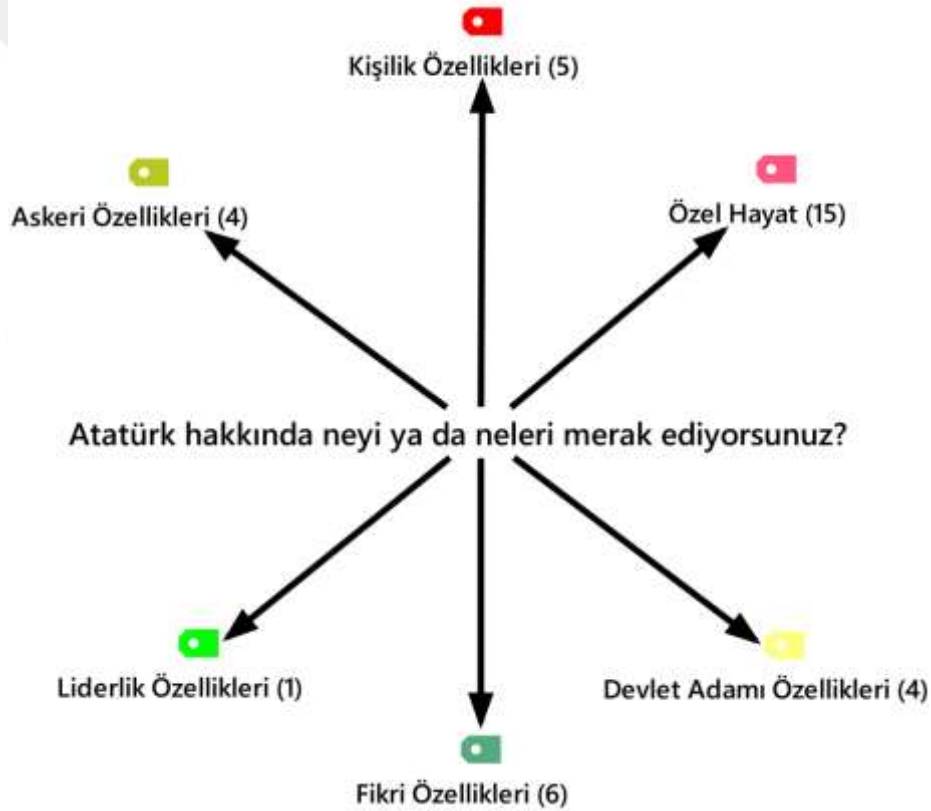 Kişilik Özellikleri (5)
Askeri Özellikleri (4)
Özel Hayat (15)
Atatürk hakkında neyi ya da neleri merak ediyorsunuz?
Liderlik Özellikleri (1)
Devlet Adamı Özellikleri (4)
Fikri Özellikleri (6)